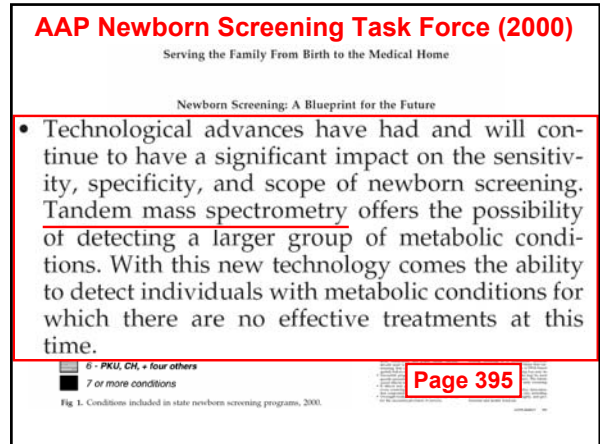 AAP Newborn Screening Task Force (2000)
Serving the Family From Birth to the Medical Home
Newborn Screening: A Blueprint for the Future
• Technological advances have had and will con-
tinue to have a significant impact on the sensitiv-
ity, specificity, and scope of newborn screening.
Tandem mass spectrometry offers the possibility
of detecting a larger group of metabolic condi-
tions. With this new technology comes the ability
to detect individuals with metabolic conditions for
which there are no effective treatments at this
time.
6 - PKU, CH, + four others
7 or more conditions
Page 395
Fig 1. Conditions included in state newborn screening programs, 2000.